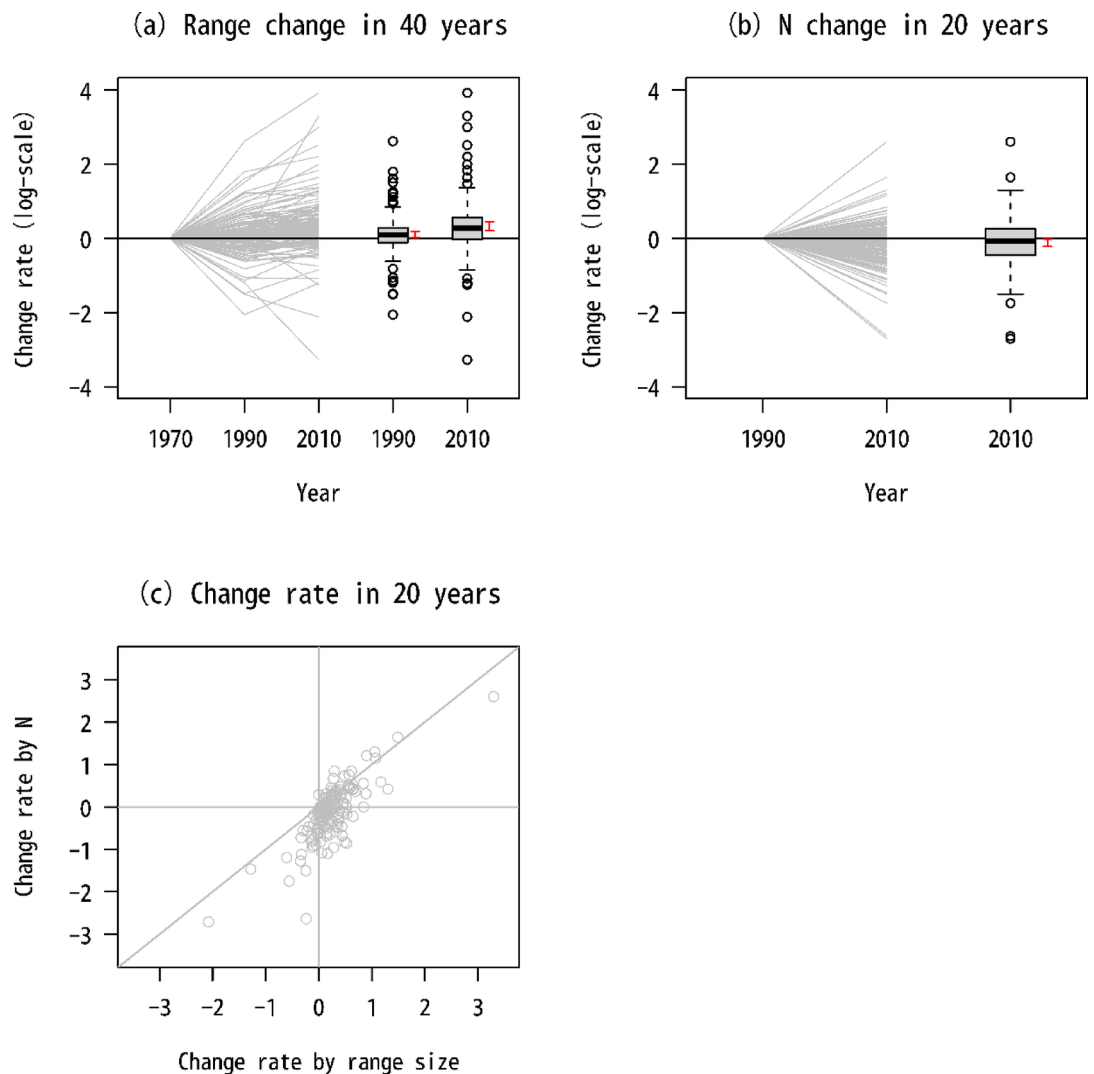 (a) Range change in 40 years
Change rate (log-scale)
4
2
0
−2
−4
1970 1990 2010 1990 2010
Year
(b) N change in 20 years
Change rate (log-scale)
4
2
0
−2
−4
1990 2010 2010
Year
(c) Change rate in 20 years
Change rate by N
3
2
1
0
−1
−2
−3
−3 −2 −1 0 1 2 3
Change rate by range size